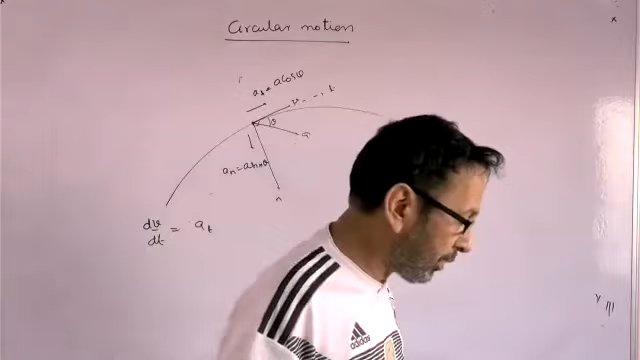 Circular motion
at = a cosθ
v
t
θ
a
an = a sinθ
n
dv/dt = at
adidas